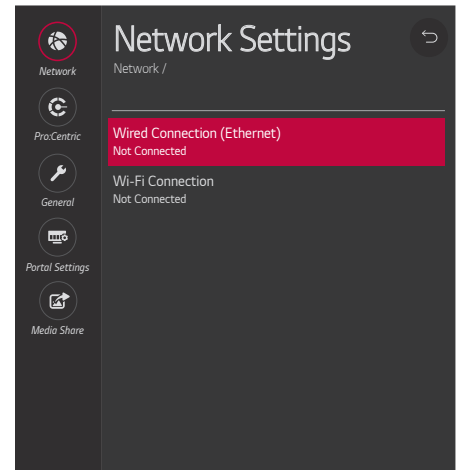 Network Settings
Network /
Network
Pro:Centric
General
Portal Settings
Media Share
Wired Connection (Ethernet)
Not Connected
Wi-Fi Connection
Not Connected